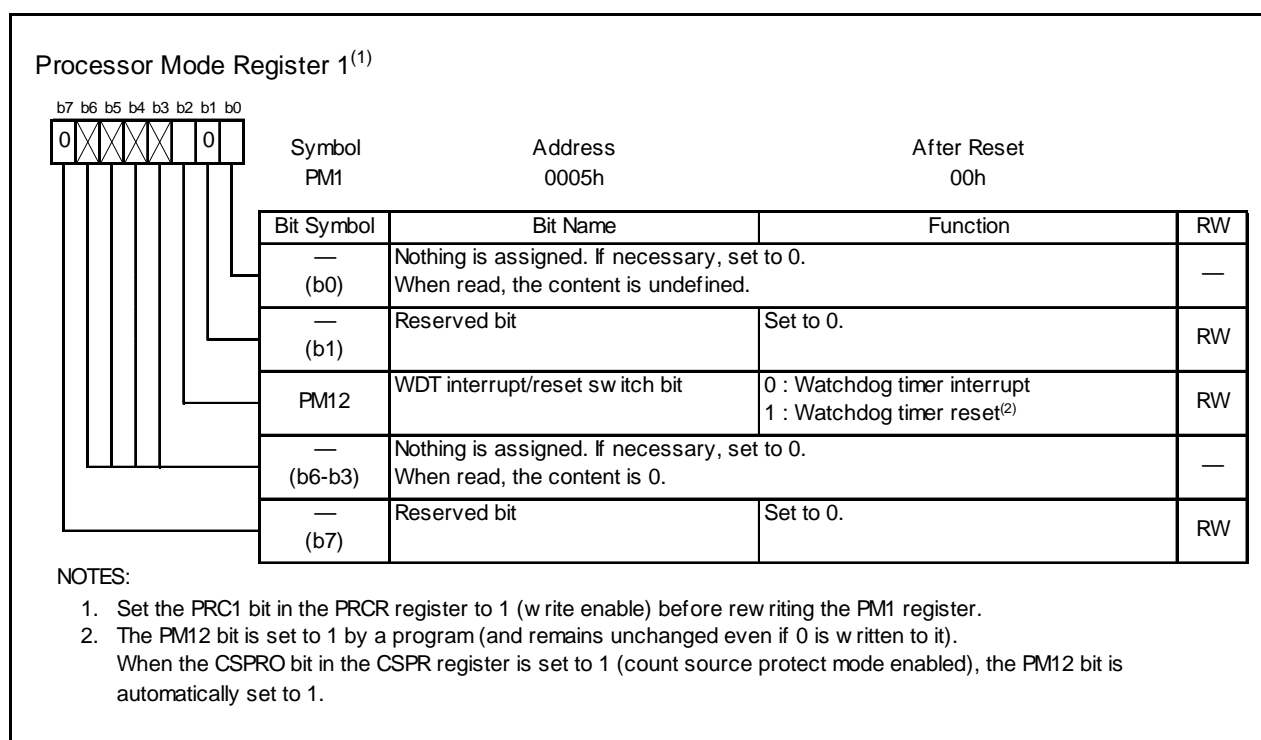 Processor Mode Register 1(1)
b7 b6 b5 b4 b3 b2 b1 b0
0 0
Symbol Address After Reset
PM1 0005h 00h
Bit Symbol Bit Name Function RW
— (b0) Nothing is assigned. If necessary, set to 0.
When read, the content is undefined. —
— (b1) Reserved bit Set to 0. RW
PM12 WDT interrupt/reset switch bit 0 : Watchdog timer interrupt
1 : Watchdog timer reset(2) RW
— (b6-b3) Nothing is assigned. If necessary, set to 0.
When read, the content is 0. —
— (b7) Reserved bit Set to 0. RW
NOTES:
1. Set the PRC1 bit in the PRCR register to 1 (write enable) before rewriting the PM1 register.
2. The PM12 bit is set to 1 by a program (and remains unchanged even if 0 is written to it).
When the CSPRO bit in the CSPR register is set to 1 (count source protect mode enabled), the PM12 bit is
automatically set to 1.